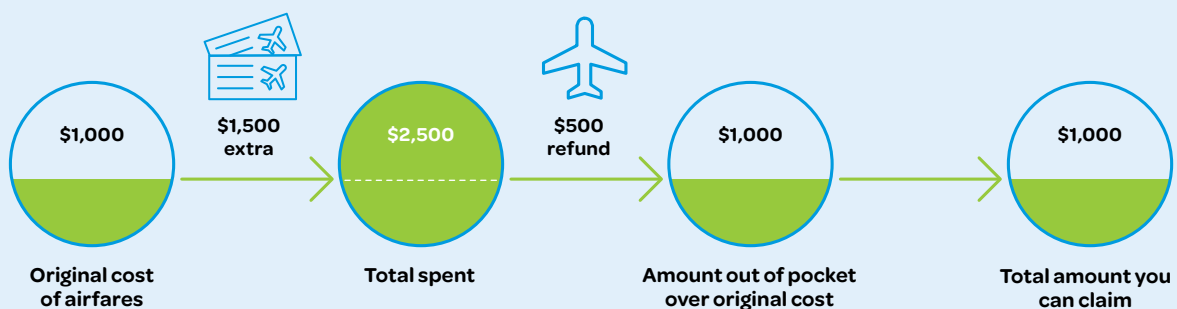 $1,000
$1,500
extra
$2,500
$500
refund
$1,000
$1,000
Original cost
of airfares
Total spent
Amount out of pocket
over original cost
Total amount you
can claim